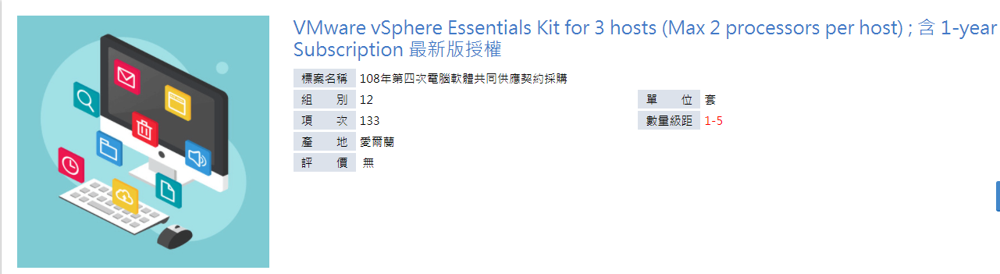 VMware vSphere Essentials Kit for 3 hosts (Max 2 processors per host) ; 含 1-year
Subscription 最新版授權
標案名稱 108年第四次電腦軟體共同供應契約採購
組 別 12 單 位 套
項 次 133 數量級距 1-5
產 地 愛爾蘭
評 價 無